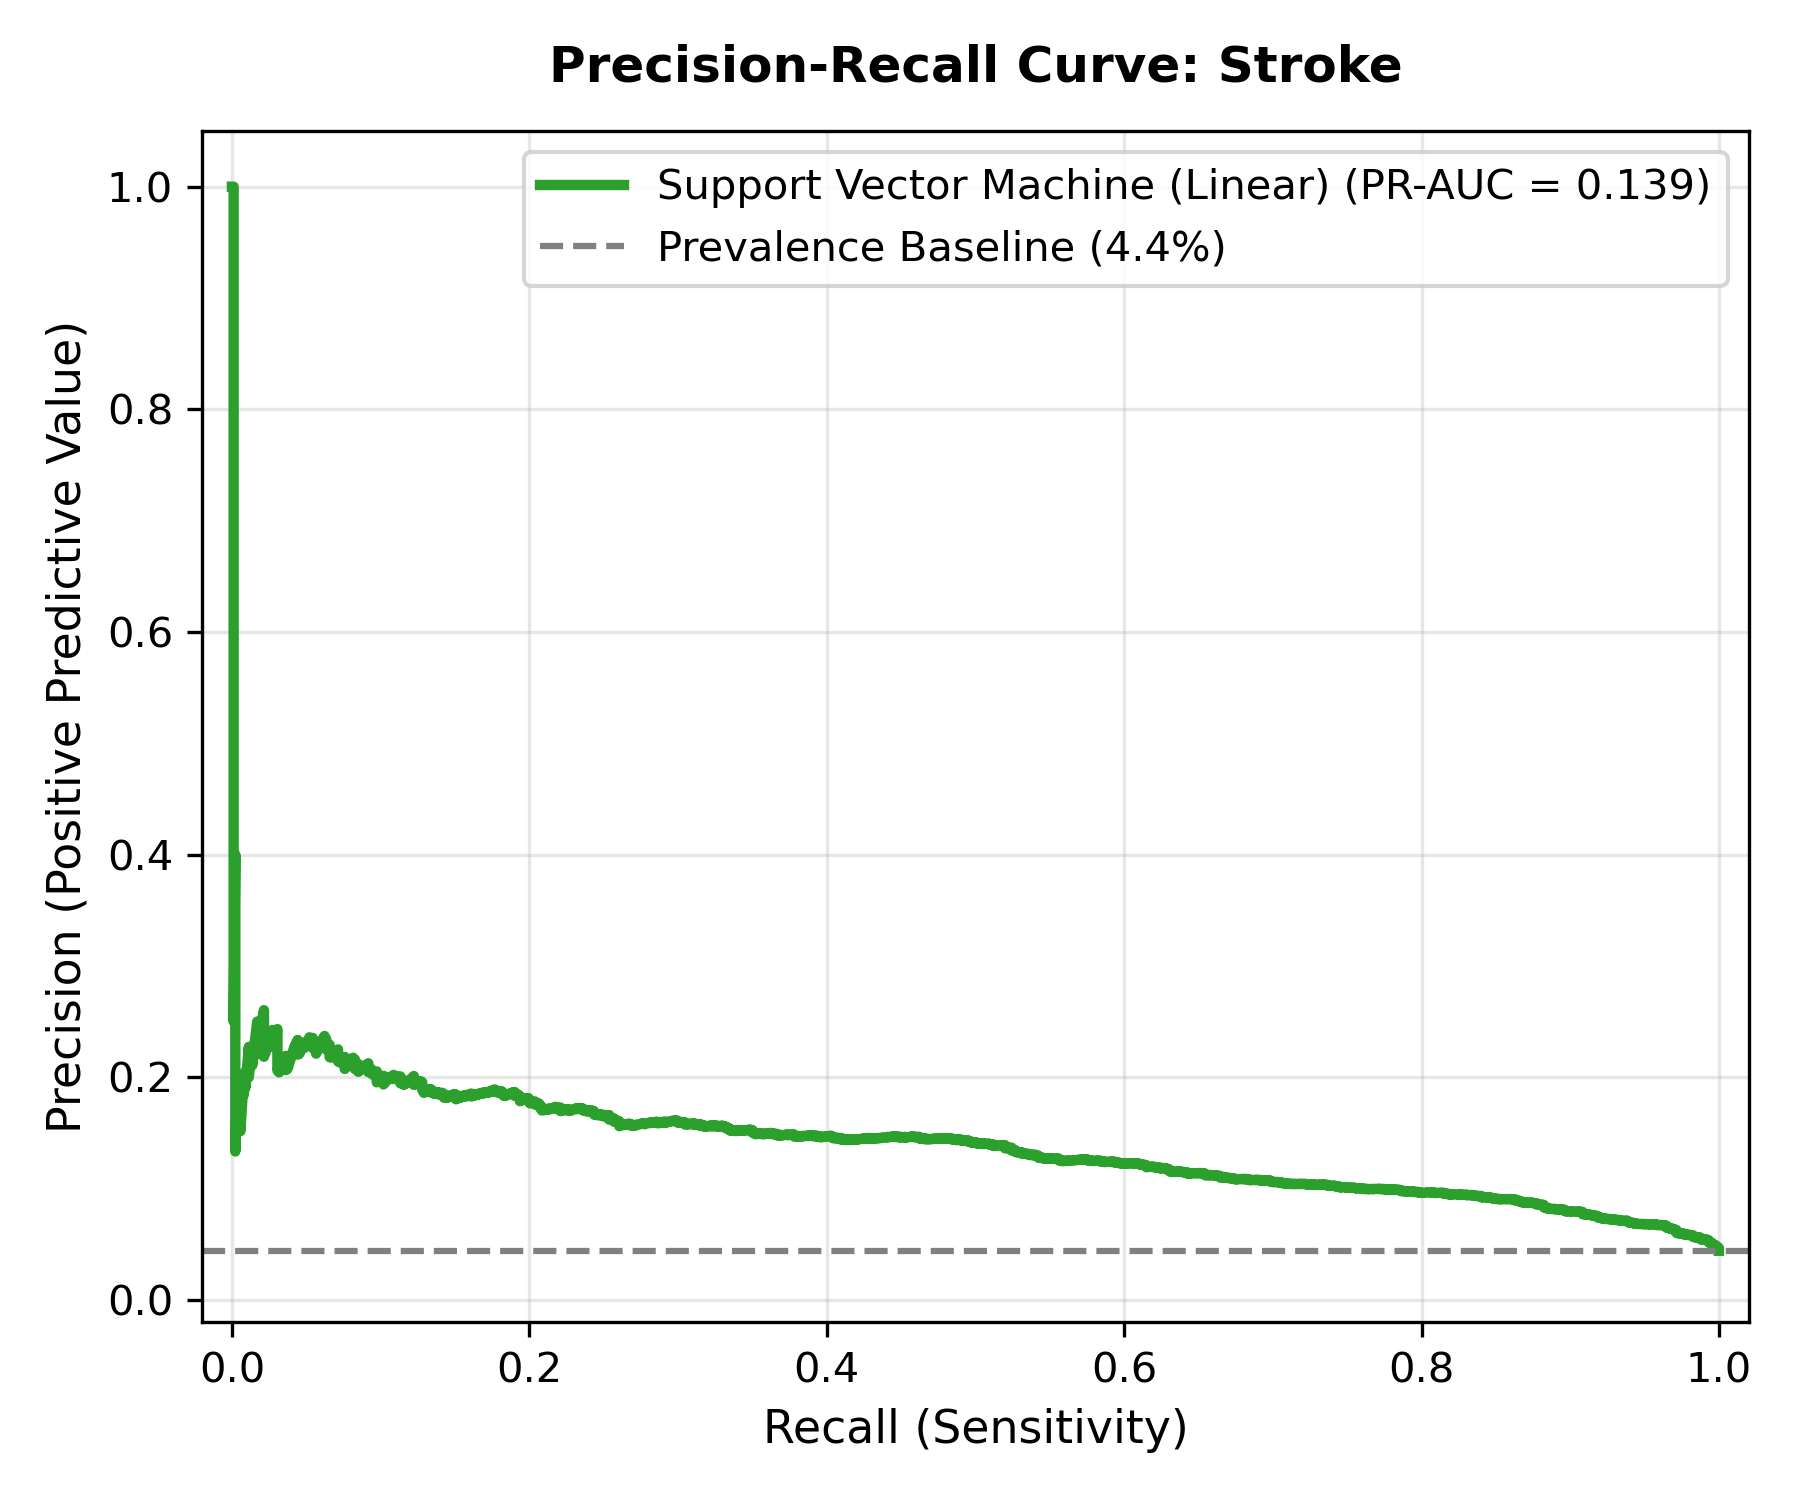 Precision-Recall Curve: Stroke
Support Vector Machine (Linear) (PR-AUC = 0.139)
Prevalence Baseline (4.4%)
Precision (Positive Predictive Value)
1.0
0.8
0.6
0.4
0.2
0.0
0.0 0.2 0.4 0.6 0.8 1.0
Recall (Sensitivity)